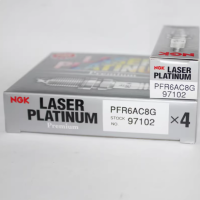 NGK
LASER
PLATINUM
PFR6AC8G
97102
NGK
LASER
PLATINUM
Premium
PFR6AC8G
STOCK
NO
97102
×4